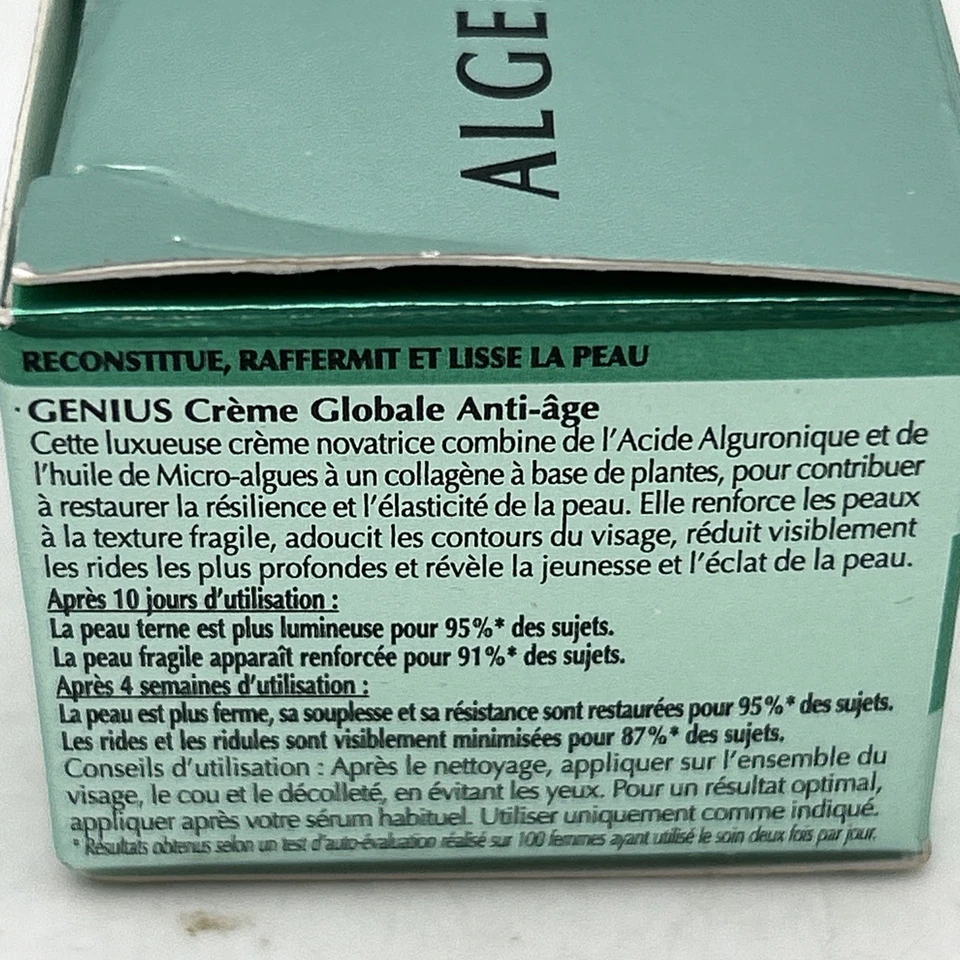 ALGE
RECONSTITUE, RAFFERMIT ET LISSE LA PEAU
· GENIUS Crème Globale Anti-âge
Cette luxueuse crème novatrice combine de l'Acide Alguronique et de
l'huile de Micro-algues à un collagène à base de plantes, pour contribuer
à restaurer la résilience et l'élasticité de la peau. Elle renforce les peaux
à la texture fragile, adoucit les contours du visage, réduit visiblement
les rides les plus profondes et révèle la jeunesse et l'éclat de la peau.
Après 10 jours d'utilisation :
La peau terne est plus lumineuse pour 95%* des sujets.
La peau fragile apparaît renforcée pour 91%* des sujets.
Après 4 semaines d'utilisation :
La peau est plus ferme, sa souplesse et sa résistance sont restaurées pour 95%* des sujets.
Les rides et les ridules sont visiblement minimisées pour 87%* des sujets.
Conseils d'utilisation : Après le nettoyage, appliquer sur l'ensemble du
visage, le cou et le décolleté, en évitant les yeux. Pour un résultat optimal,
appliquer après votre sérum habituel. Utiliser uniquement comme indiqué.
* Résultats obtenus selon un test d'auto-évaluation réalisé sur 100 femmes ayant utilisé le soin deux fois par jour.